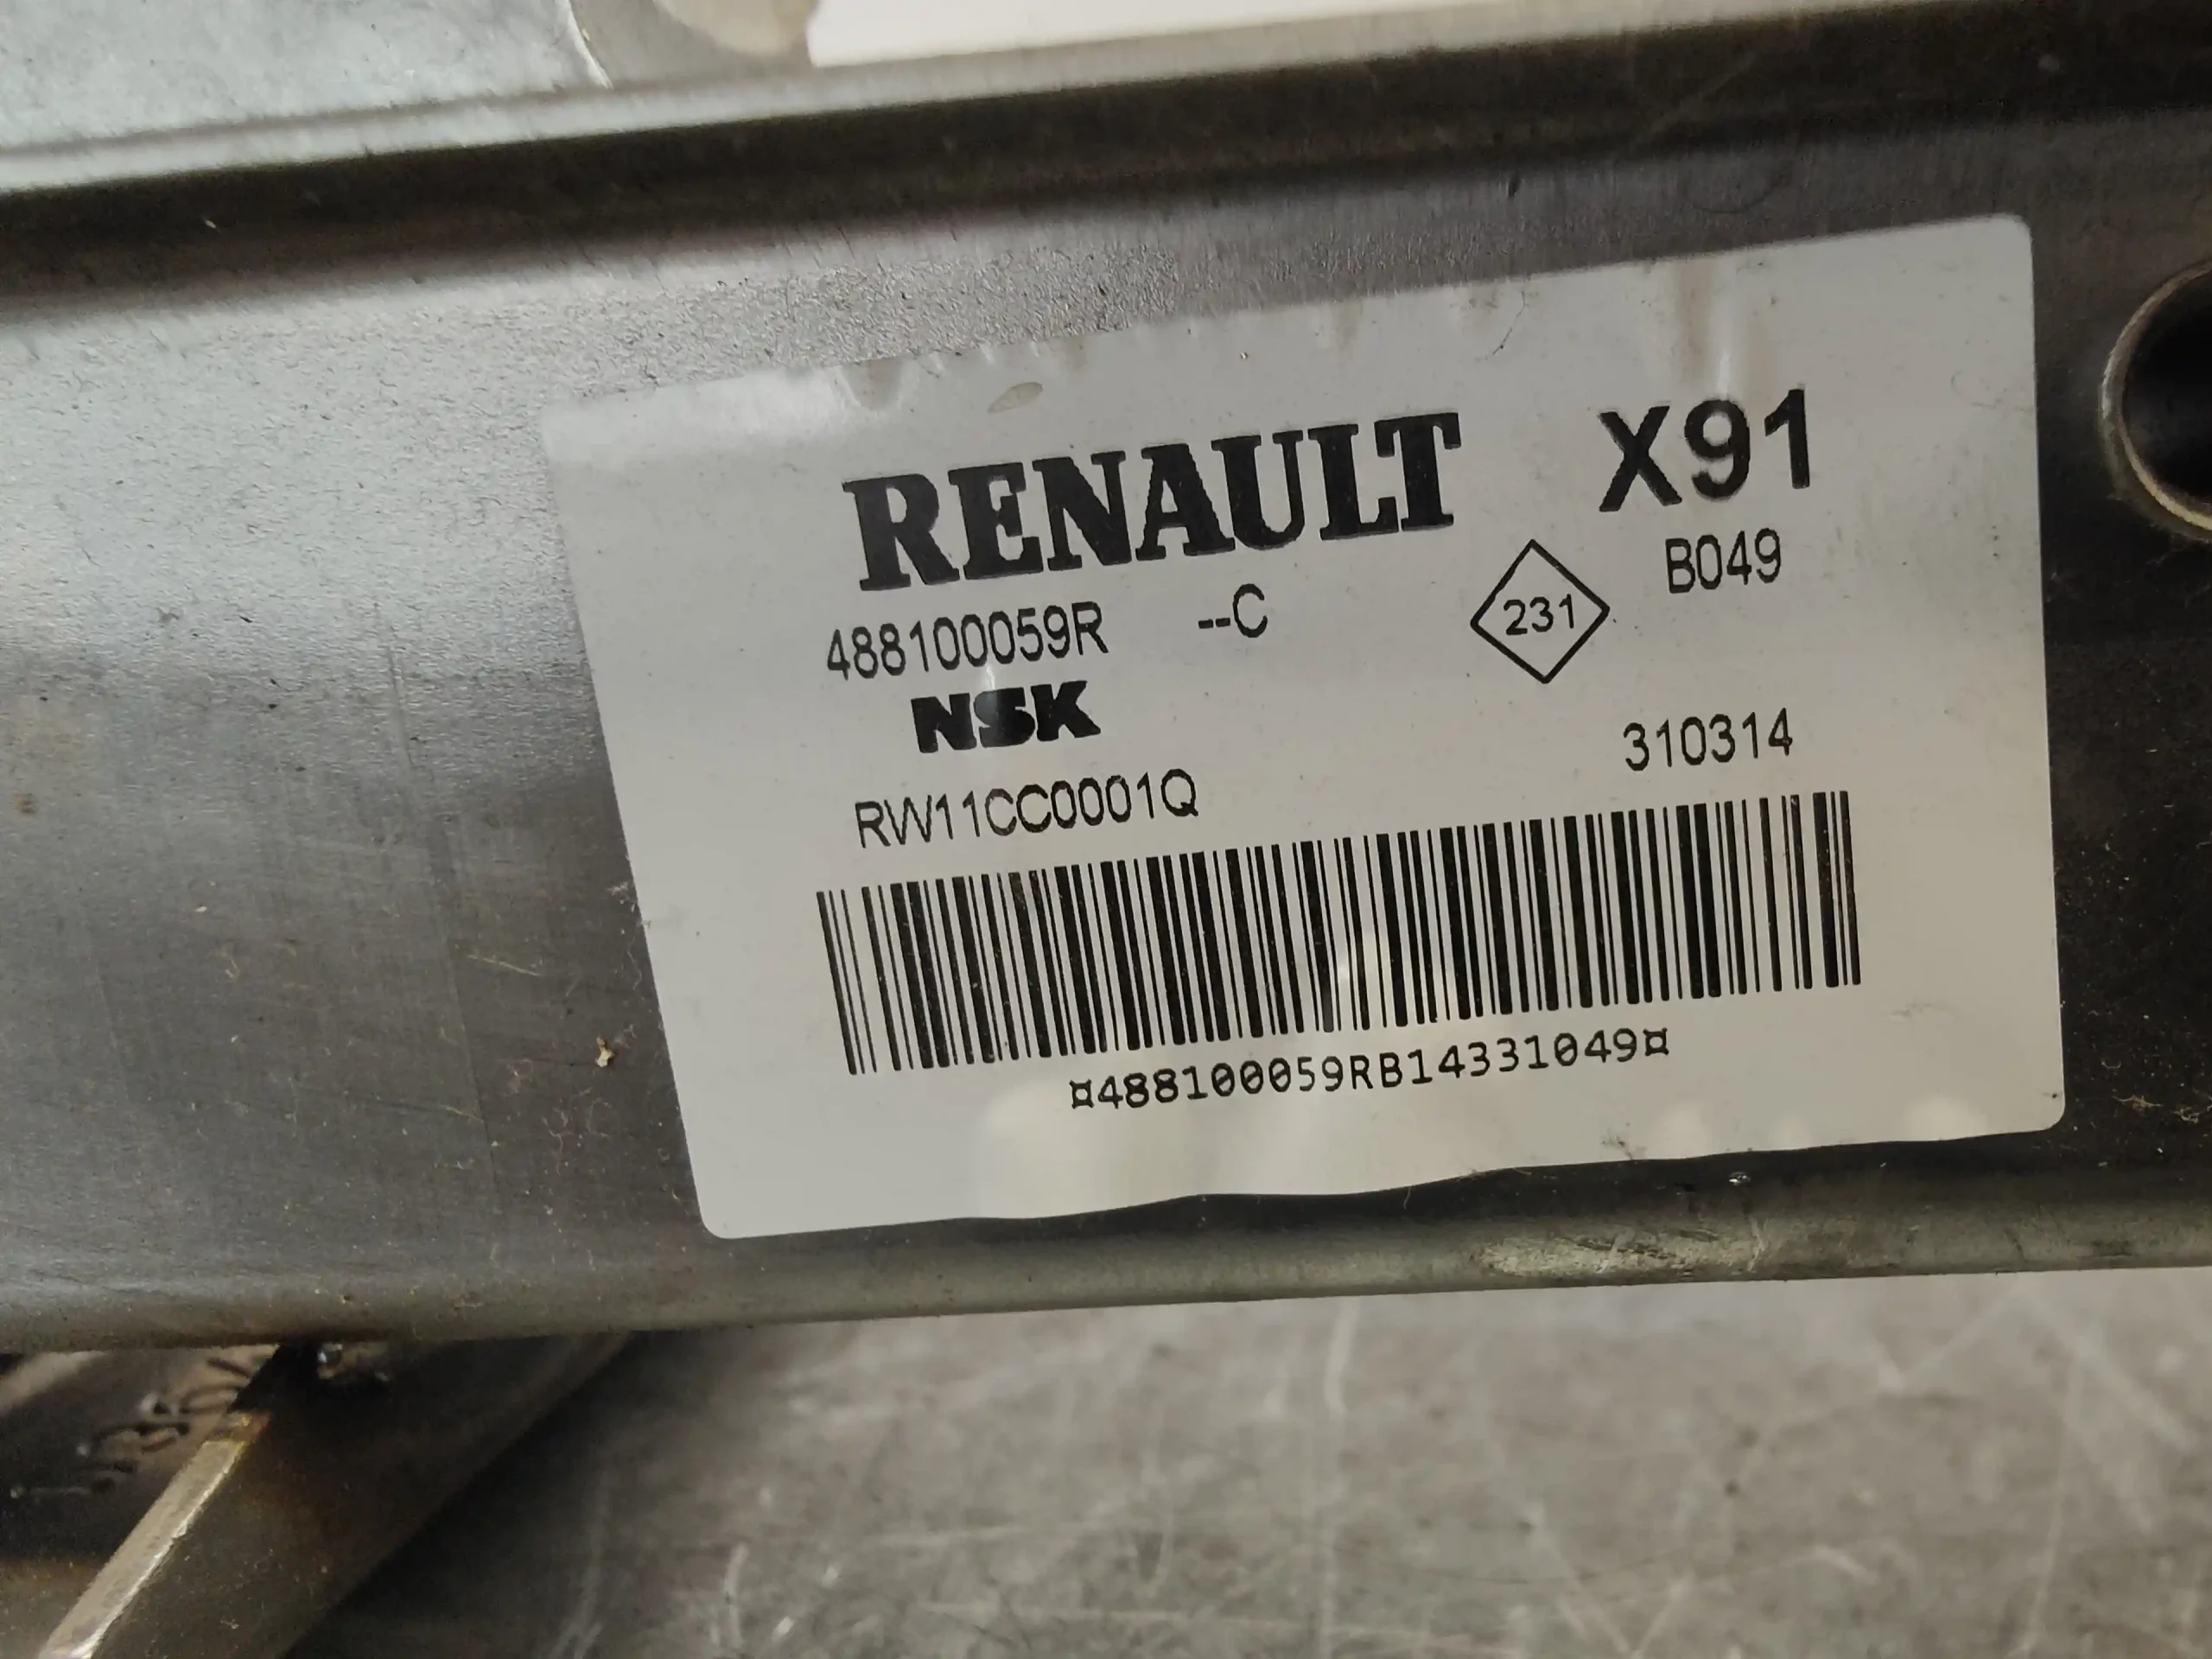 RENAULT X91
488100059R --C 231 B049
NSK
RW11CC0001Q 310314
¤488100059RB14331049¤